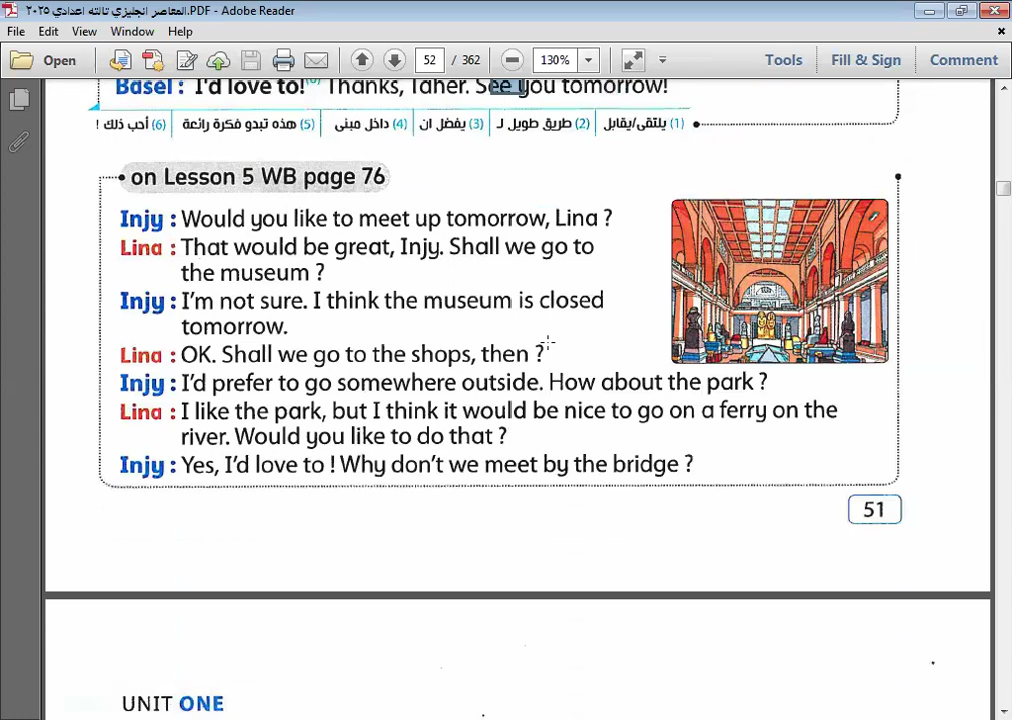 المعاصر انجليزي تالته اعدادي ٢٠٢٥.PDF - Adobe Reader
File Edit View Window Help
Open 52 / 362 130% Tools Fill & Sign Comment
Basel : I'd love to!(6) Thanks, Taher. See you tomorrow!
(1) يلتقى/يقابل (2) طريق طويل لـ (3) يفضل ان (4) داخل مبنى (5) هذه تبدو فكرة رائعة (6) أحب ذلك !
on Lesson 5 WB page 76
Injy : Would you like to meet up tomorrow, Lina ?
Lina : That would be great, Injy. Shall we go to
the museum ?
Injy : I'm not sure. I think the museum is closed
tomorrow.
Lina : OK. Shall we go to the shops, then ?
Injy : I'd prefer to go somewhere outside. How about the park ?
Lina : I like the park, but I think it would be nice to go on a ferry on the
river. Would you like to do that ?
Injy : Yes, I'd love to ! Why don't we meet by the bridge ?
51
UNIT ONE